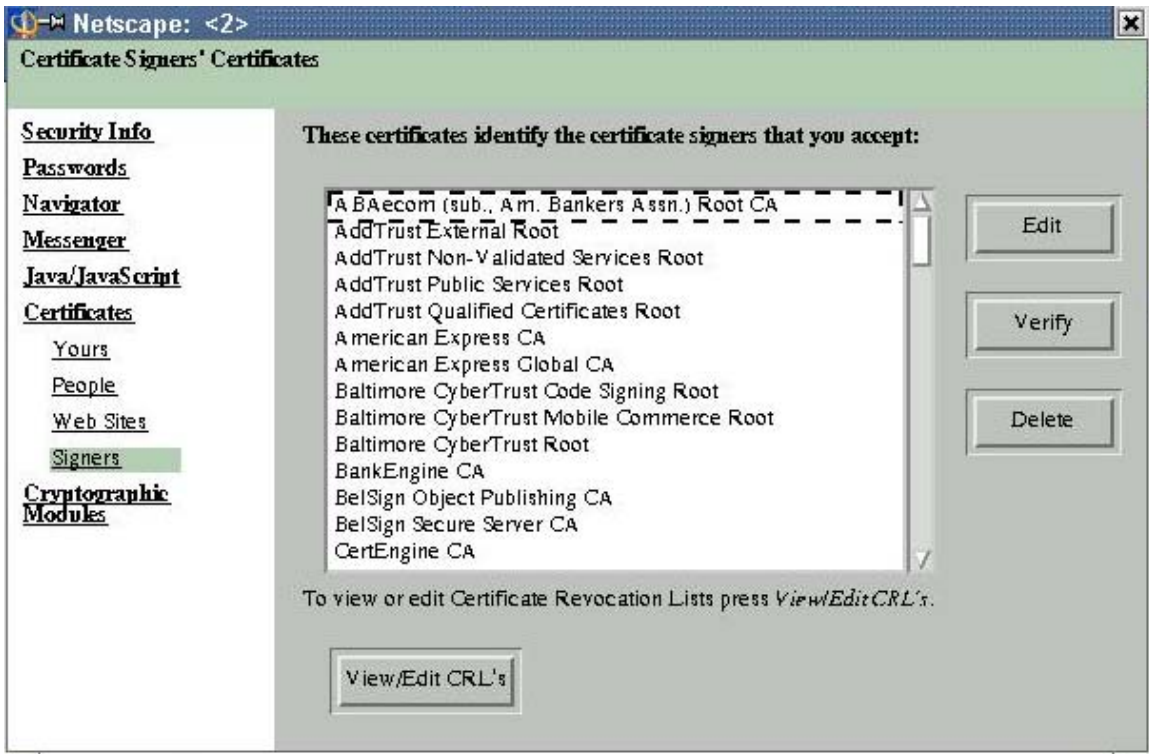 Netscape: <2>
Certificate Signers' Certificates
Security Info
Passwords
Navigator
Messenger
Java/JavaScript
Certificates
Yours
People
Web Sites
Signers
Cryptographic
Modules
These certificates identify the certificate signers that you accept:
ABAecom (sub., Am. Bankers Assn.) Root CA
AddTrust External Root
AddTrust Non-Validated Services Root
AddTrust Public Services Root
AddTrust Qualified Certificates Root
American Express CA
American Express Global CA
Baltimore CyberTrust Code Signing Root
Baltimore CyberTrust Mobile Commerce Root
Baltimore CyberTrust Root
BankEngine CA
BelSign Object Publishing CA
BelSign Secure Server CA
CertEngine CA
Edit
Verify
Delete
To view or edit Certificate Revocation Lists press View/Edit CRL's.
View/Edit CRL's